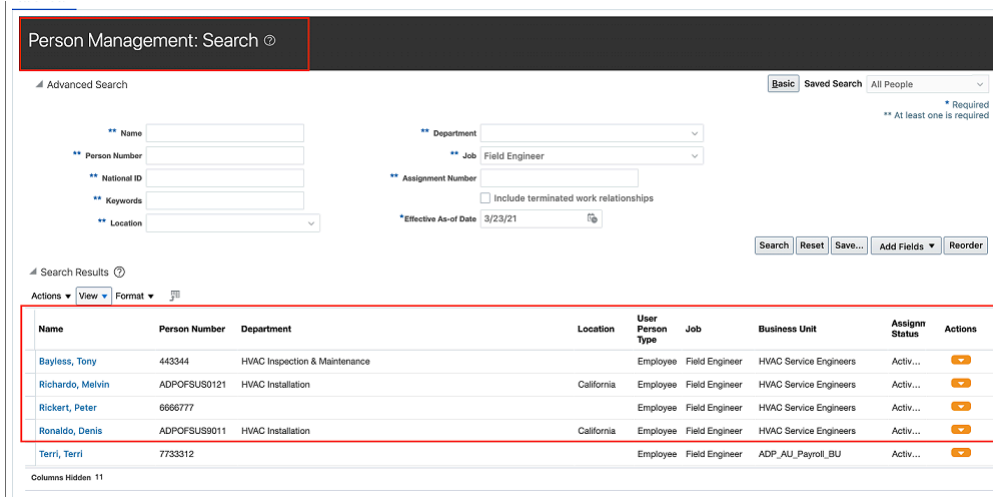 Person Management: Search
Advanced Search Basic Saved Search All People
* Required
** At least one is required
** Name ** Department
** Person Number ** Job Field Engineer
** National ID ** Assignment Number
** Keywords Include terminated work relationships
** Location *Effective As-of Date 3/23/21
Search Reset Save... Add Fields Reorder
Search Results
Actions View Format
Name Person Number Department Location User Person Type Job Business Unit Assignm Status Actions
Bayless, Tony 443344 HVAC Inspection & Maintenance Employee Field Engineer HVAC Service Engineers Activ...
Richardo, Melvin ADPOFSUS0121 HVAC Installation California Employee Field Engineer HVAC Service Engineers Activ...
Rickert, Peter 6666777 Employee Field Engineer HVAC Service Engineers Activ...
Ronaldo, Denis ADPOFSUS9011 HVAC Installation California Employee Field Engineer HVAC Service Engineers Activ...
Terri, Terri 7733312 Employee Field Engineer ADP_AU_Payroll_BU Activ...
Columns Hidden 11